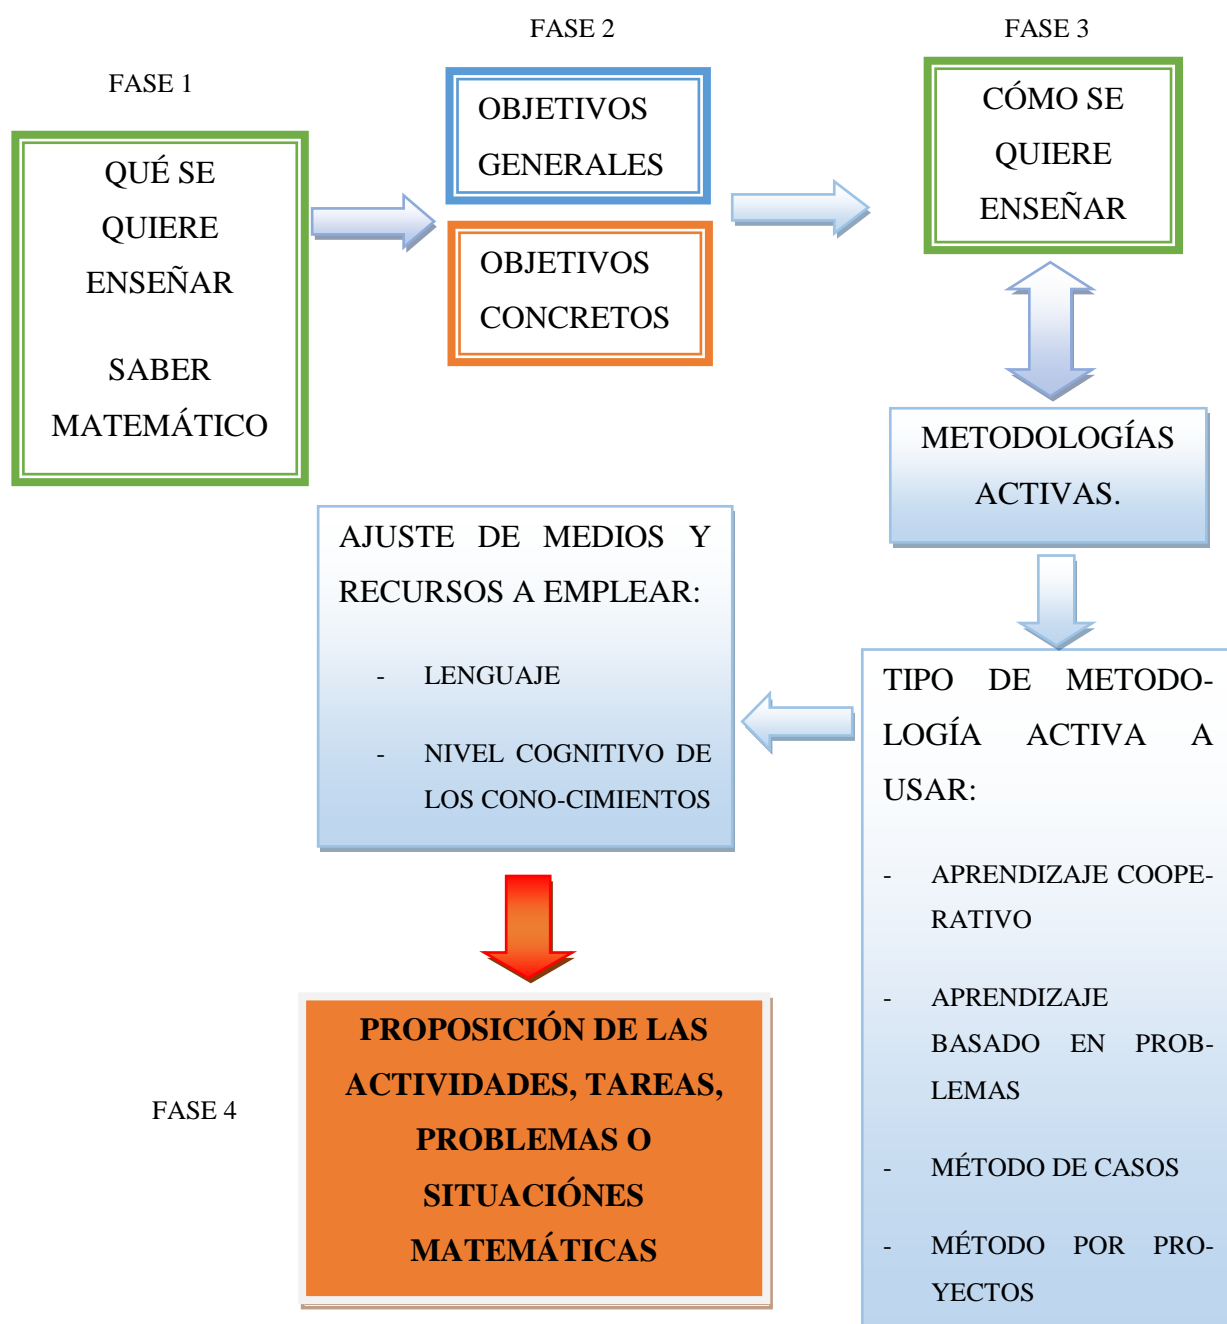 FASE 1
QUÉ SE
QUIERE
ENSEÑAR
SABER
MATEMÁTICO
FASE 2
OBJETIVOS
GENERALES
OBJETIVOS
CONCRETOS
FASE 3
CÓMO SE
QUIERE
ENSEÑAR
METODOLOGÍAS
ACTIVAS.
TIPO DE METODO-
LOGÍA ACTIVA A
USAR:
- APRENDIZAJE COOPE-
RATIVO
- APRENDIZAJE
BASADO EN PROB-
LEMAS
- MÉTODO DE CASOS
- MÉTODO POR PRO-
YECTOS
AJUSTE DE MEDIOS Y
RECURSOS A EMPLEAR:
- LENGUAJE
- NIVEL COGNITIVO DE
LOS CONO-CIMIENTOS
FASE 4
PROPOSICIÓN DE LAS
ACTIVIDADES, TAREAS,
PROBLEMAS O
SITUACIÓNES
MATEMÁTICAS